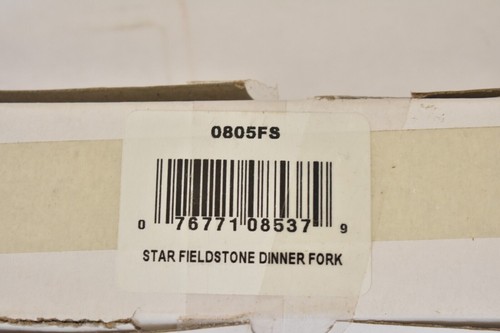 0805FS
0 76771 08537 9
STAR FIELDSTONE DINNER FORK